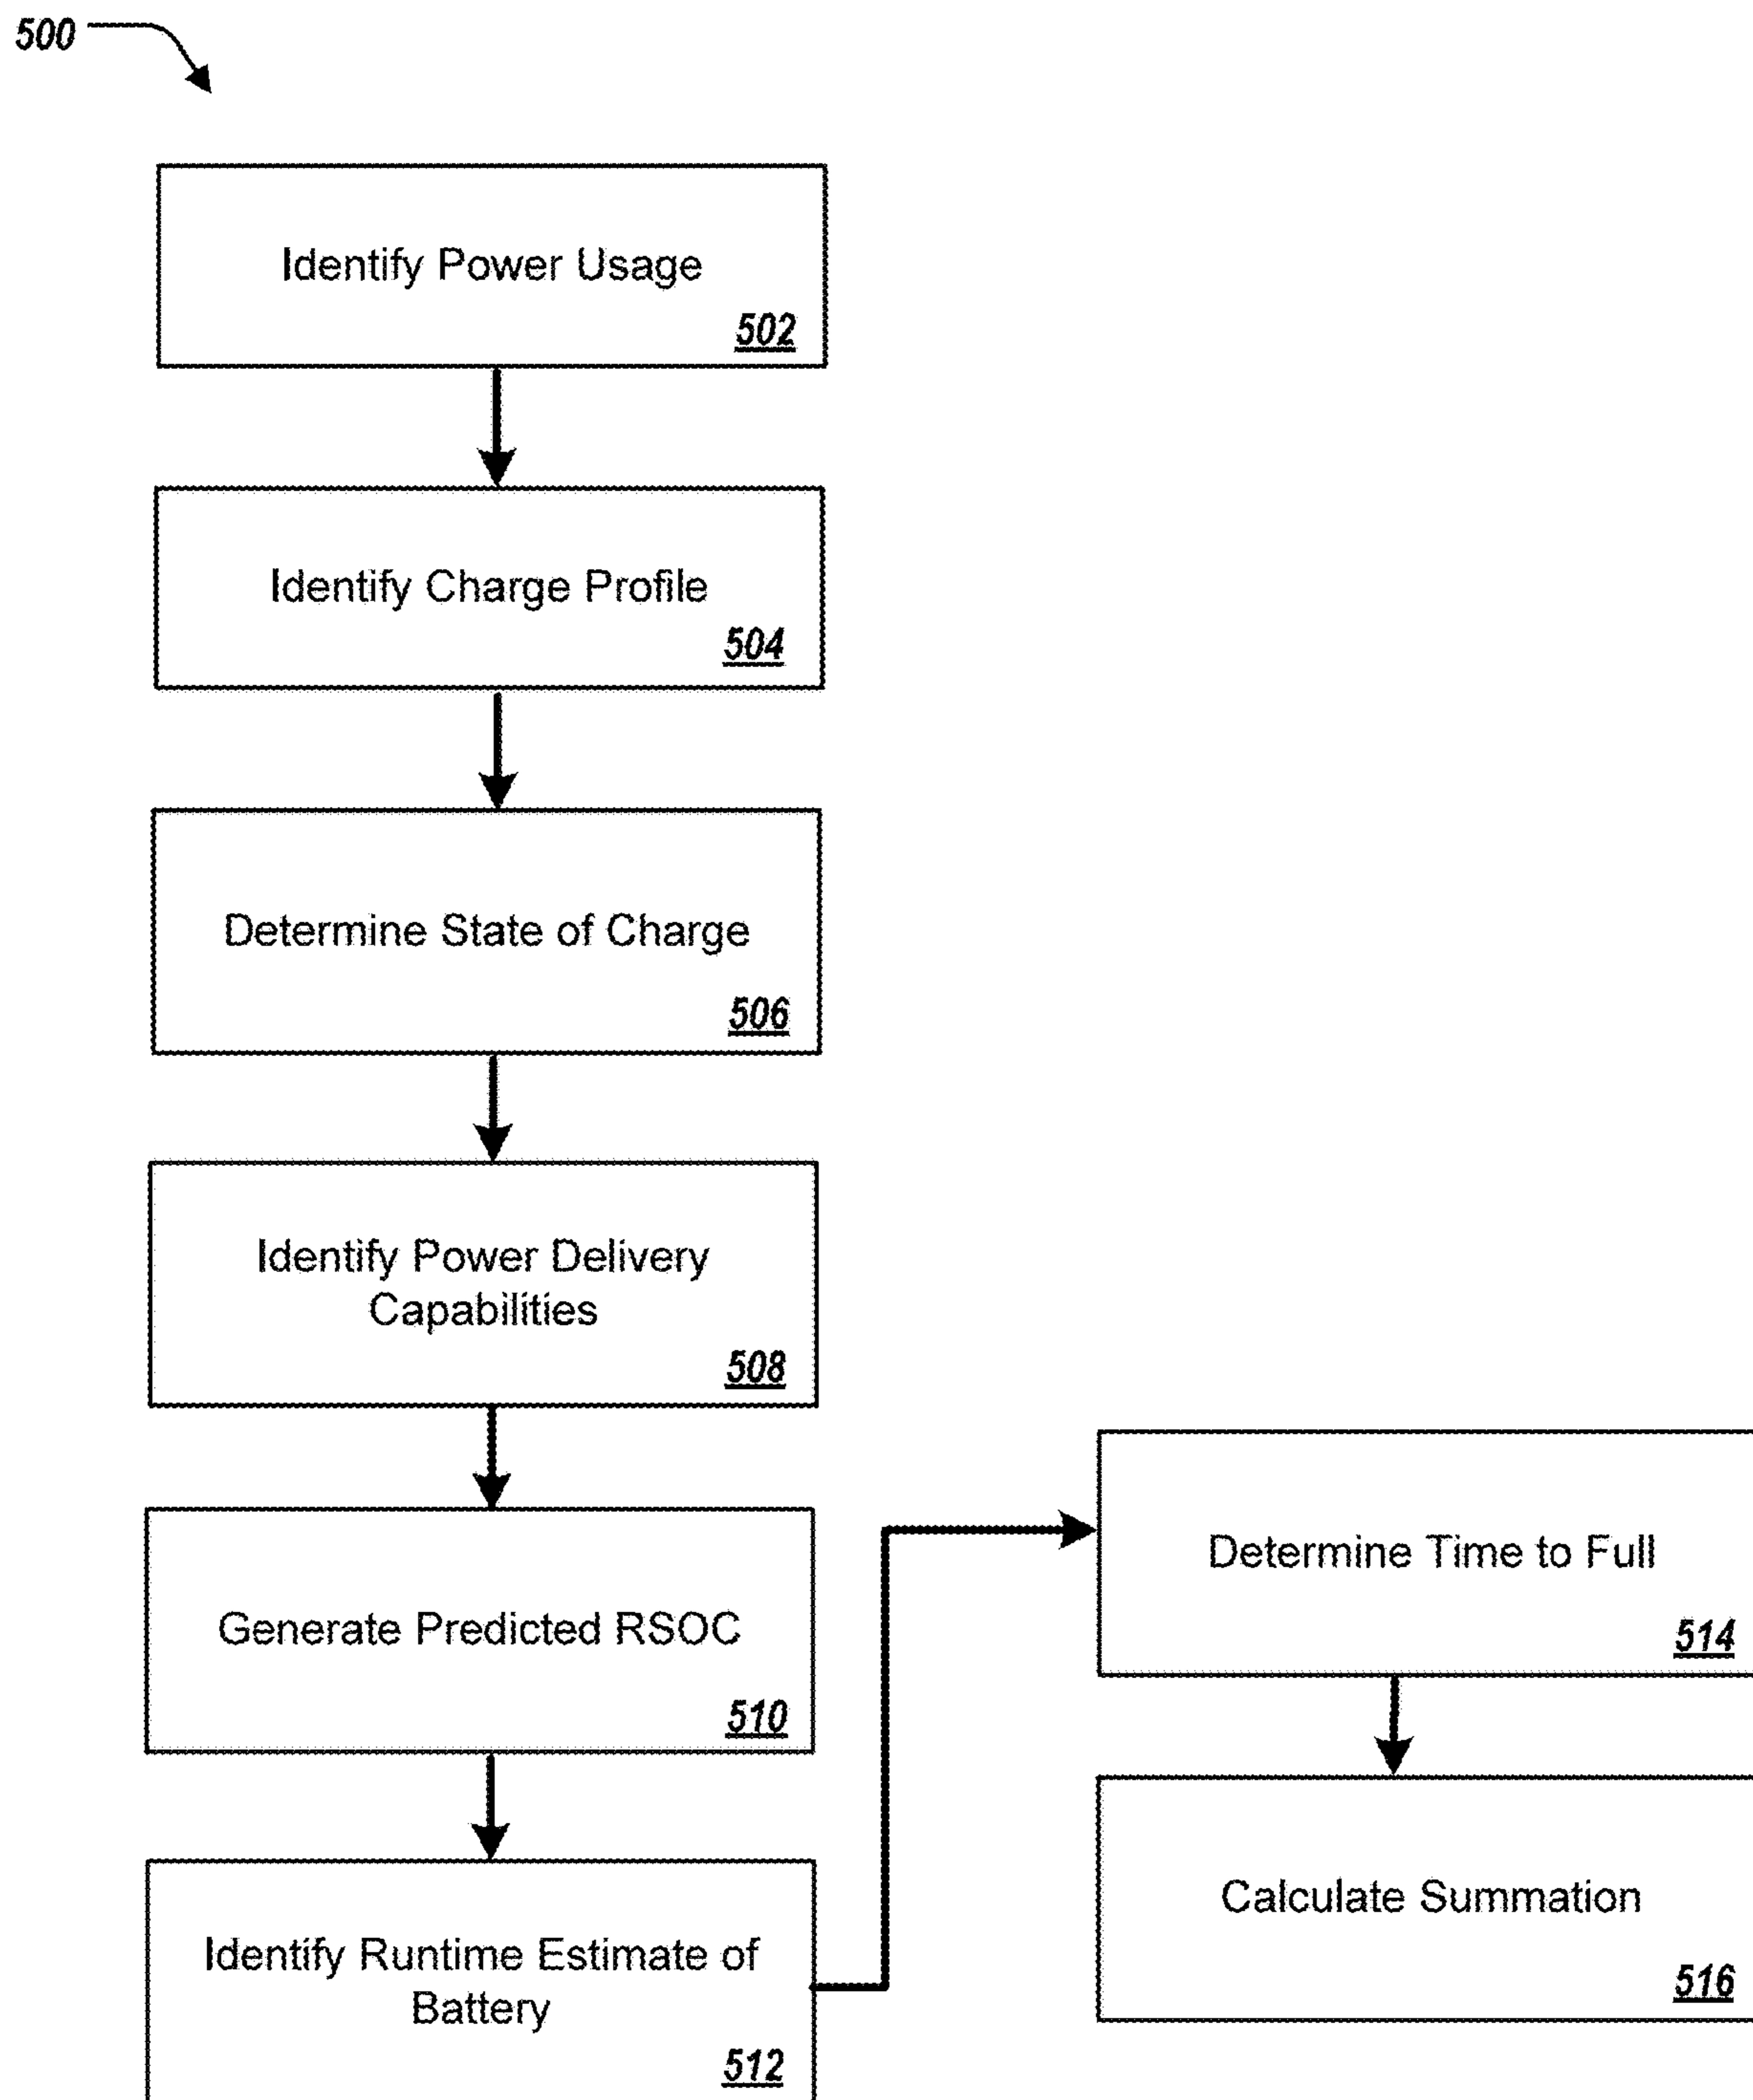 500
Identify Power Usage
502
Identify Charge Profile
504
Determine State of Charge
506
Identify Power Delivery
Capabilities
508
Generate Predicted RSOC
510
Identify Runtime Estimate of
Battery
512
Determine Time to Full
514
Calculate Summation
516